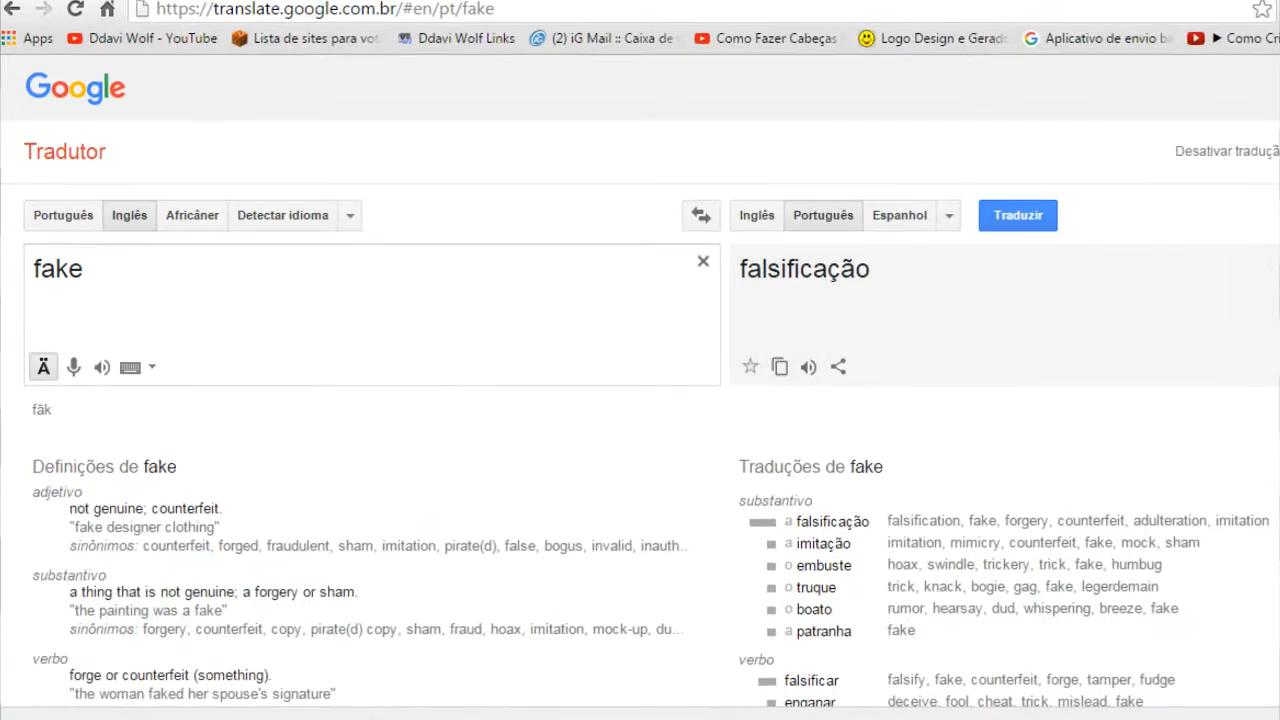 https://translate.google.com.br/#en/pt/fake
Apps Ddavi Wolf - YouTube Lista de sites para vot Ddavi Wolf Links (2) iG Mail :: Caixa de Como Fazer Cabeças Logo Design e Gerad Aplicativo de envio ba Como Cri
Google
Tradutor
Desativar traduçã
Português Inglês Africâner Detectar idioma
Inglês Português Espanhol Traduzir
fake
falsificação
Ä
fāk
Definições de fake
adjetivo
not genuine; counterfeit.
"fake designer clothing"
sinônimos: counterfeit, forged, fraudulent, sham, imitation, pirate(d), false, bogus, invalid, inauth...
substantivo
a thing that is not genuine; a forgery or sham.
"the painting was a fake"
sinônimos: forgery, counterfeit, copy, pirate(d) copy, sham, fraud, hoax, imitation, mock-up, du...
verbo
forge or counterfeit (something).
"the woman faked her spouse's signature"
Traduções de fake
substantivo
a falsificação falsification, fake, forgery, counterfeit, adulteration, imitation
a imitação imitation, mimicry, counterfeit, fake, mock, sham
o embuste hoax, swindle, trickery, trick, fake, humbug
o truque trick, knack, bogie, gag, fake, legerdemain
o boato rumor, hearsay, dud, whispering, breeze, fake
a patranha fake
verbo
falsificar falsify, fake, counterfeit, forge, tamper, fudge
enganar deceive, fool, cheat, trick, mislead, fake